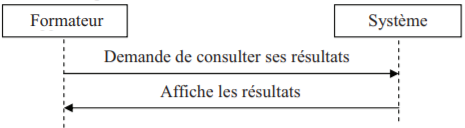 Formateur
Système
Demande de consulter ses résultats
Affiche les résultats